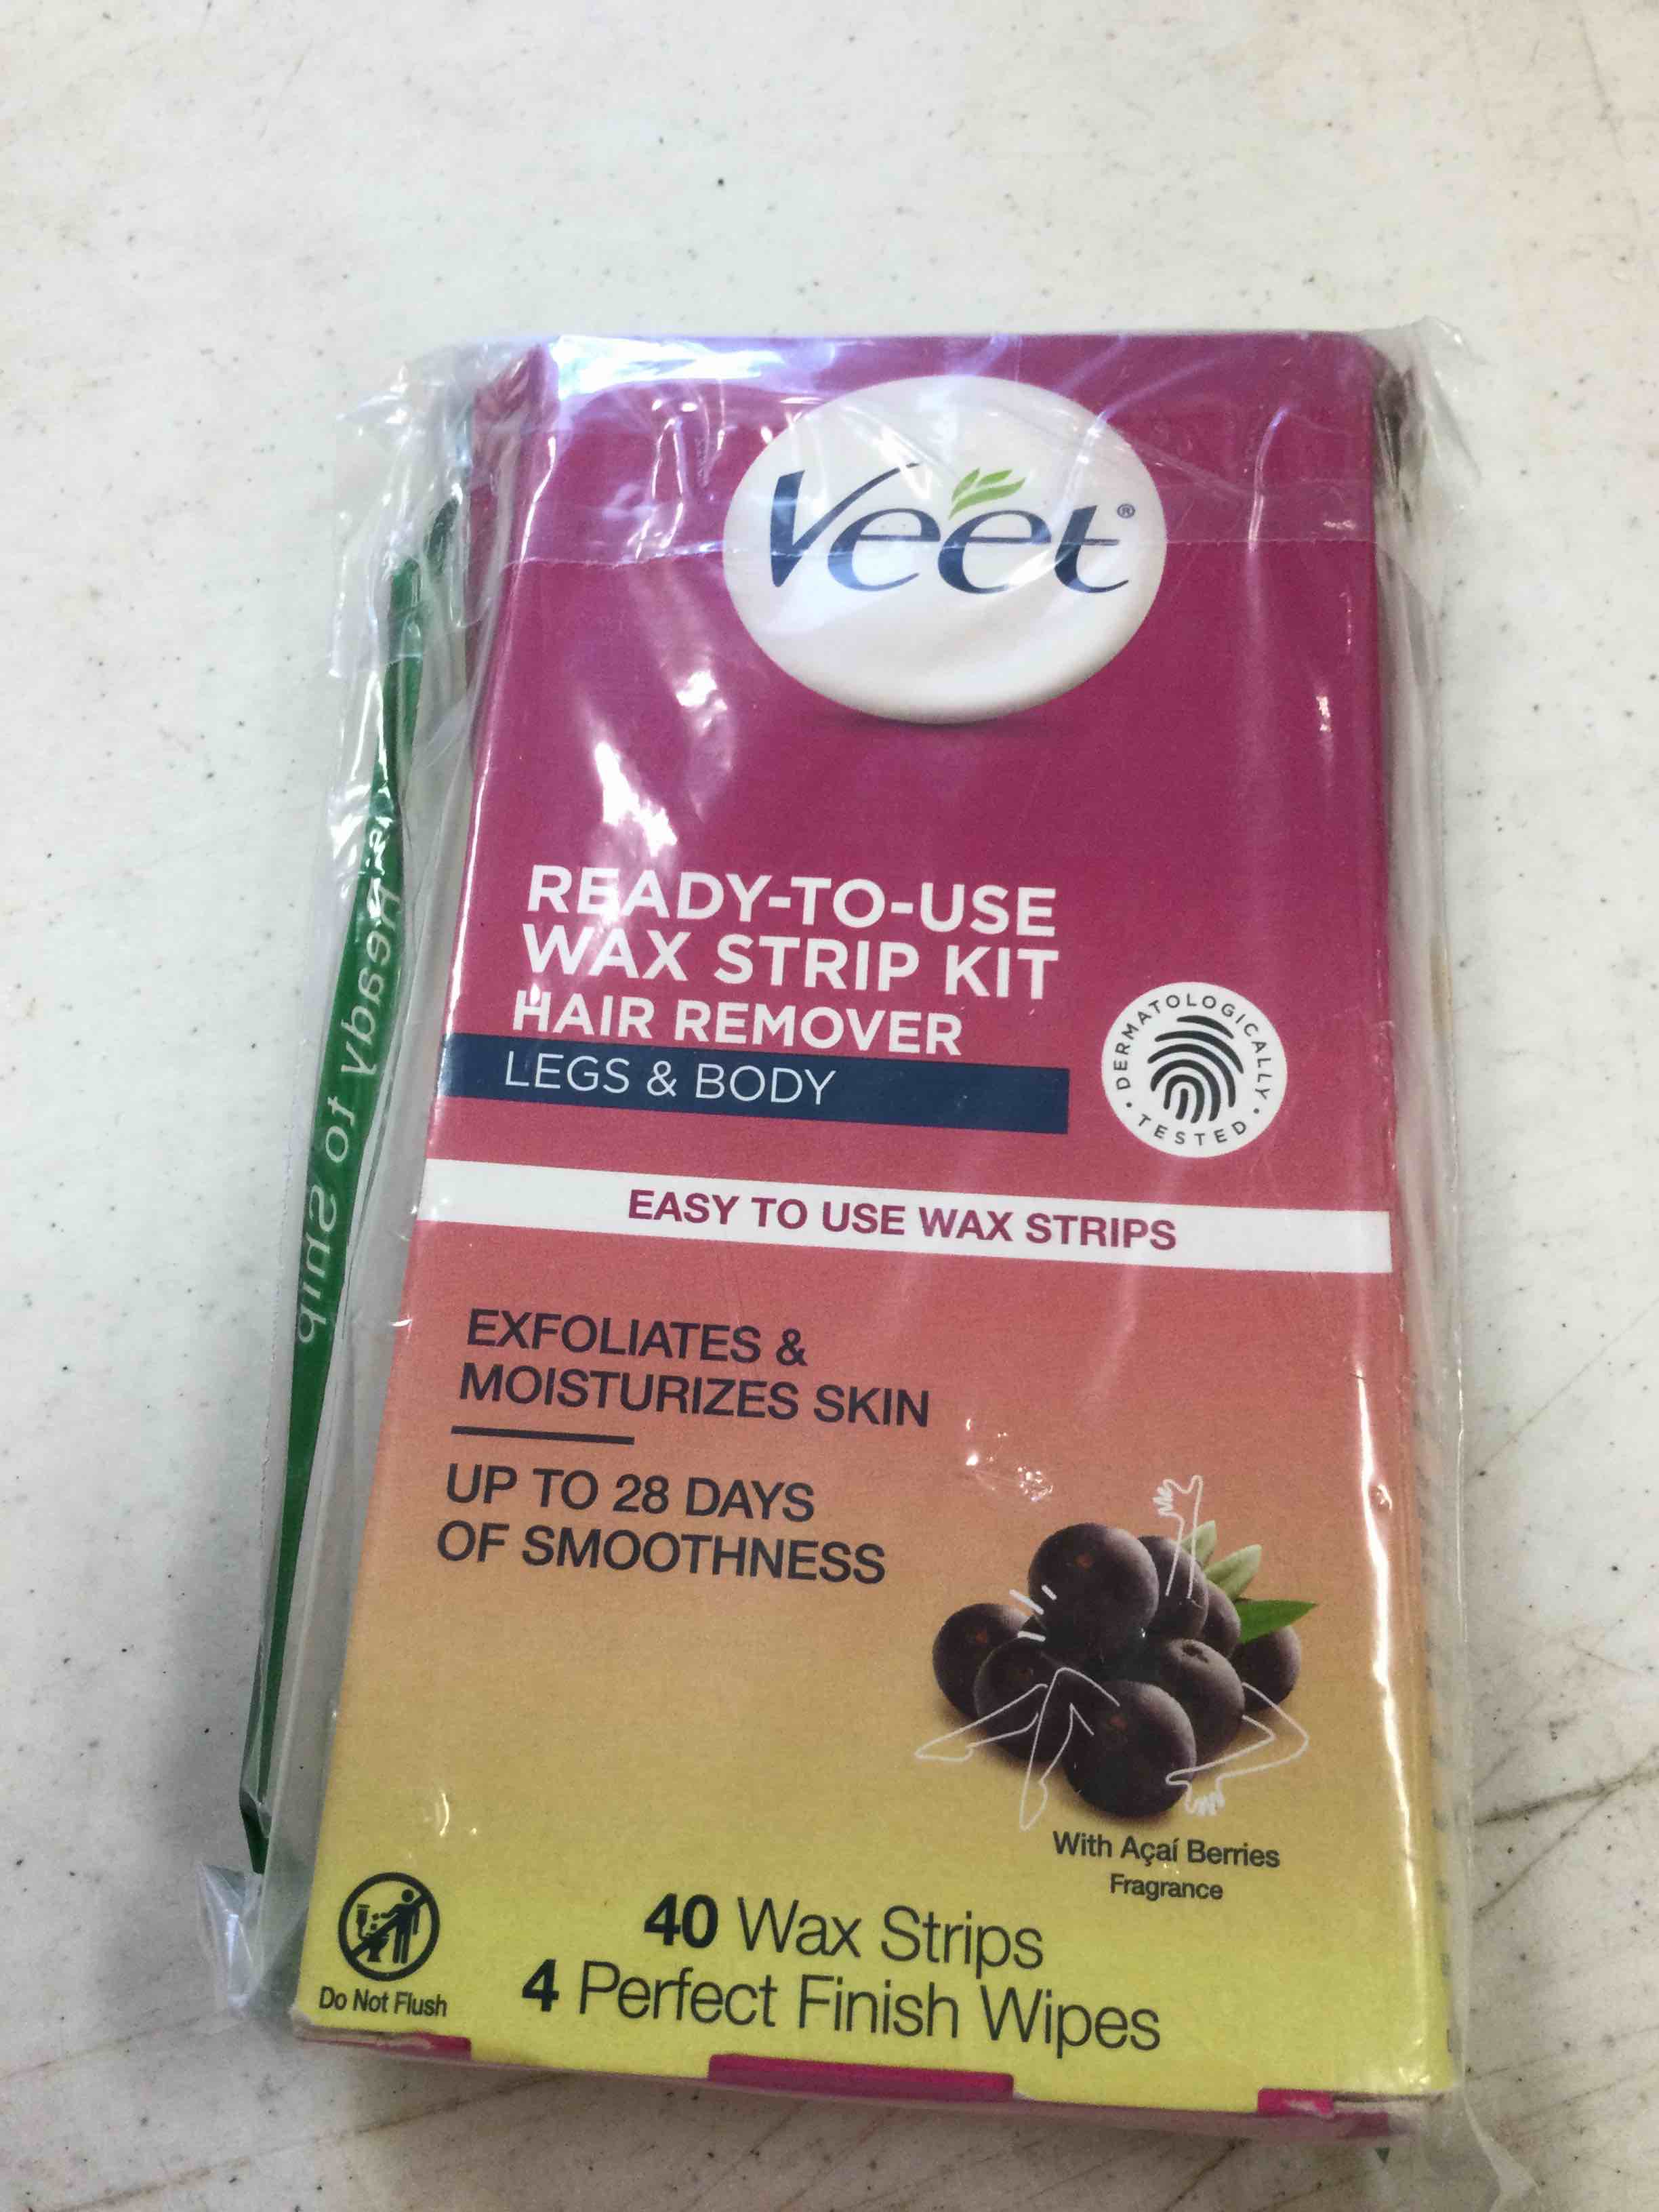 Veet®
READY-TO-USE
WAX STRIP KIT
HAIR REMOVER
LEGS & BODY
DERMATOLOGICALLY • TESTED •
EASY TO USE WAX STRIPS
EXFOLIATES &
MOISTURIZES SKIN
UP TO 28 DAYS
OF SMOOTHNESS
With Açaí Berries
Fragrance
40 Wax Strips
4 Perfect Finish Wipes
Do Not Flush
Ready to Ship